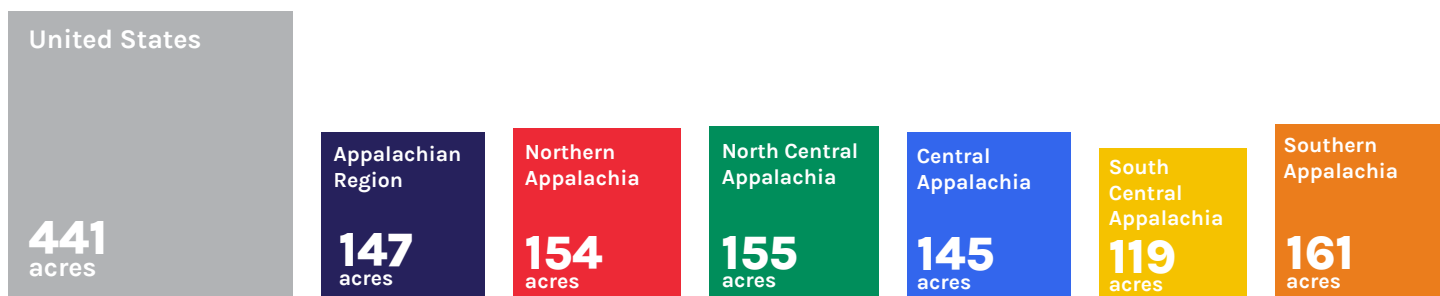 United States
441
acres
Appalachian
Region
147
acres
Northern
Appalachia
154
acres
North Central
Appalachia
155
acres
Central
Appalachia
145
acres
South
Central
Appalachia
119
acres
Southern
Appalachia
161
acres